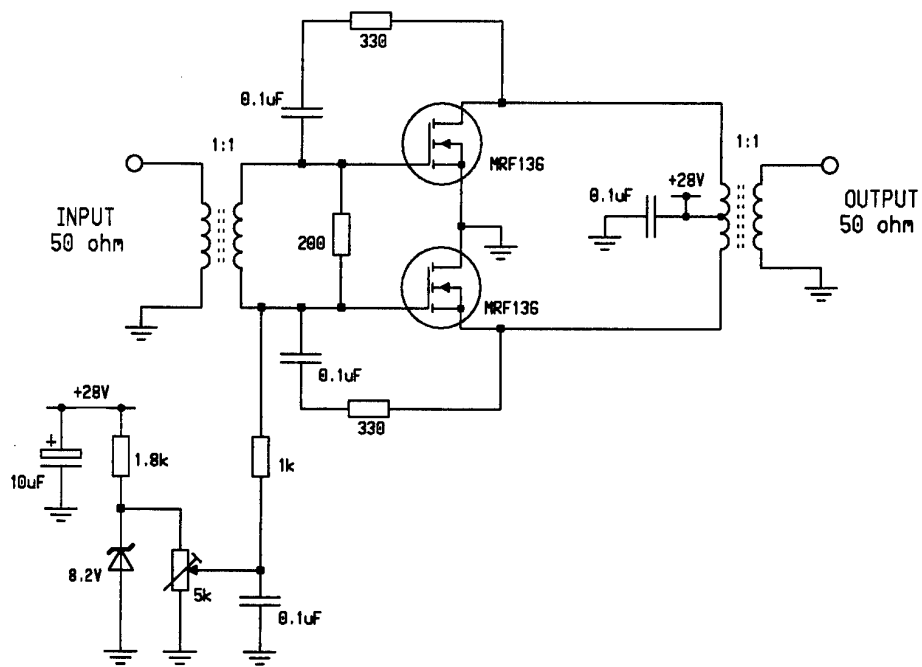 330
0.1uF
1:1
MRF136
1:1
+28V
0.1uF
INPUT
50 ohm
OUTPUT
50 ohm
200
MRF136
0.1uF
+28V
330
+
1.8k
1k
10uF
8.2V
5k
0.1uF